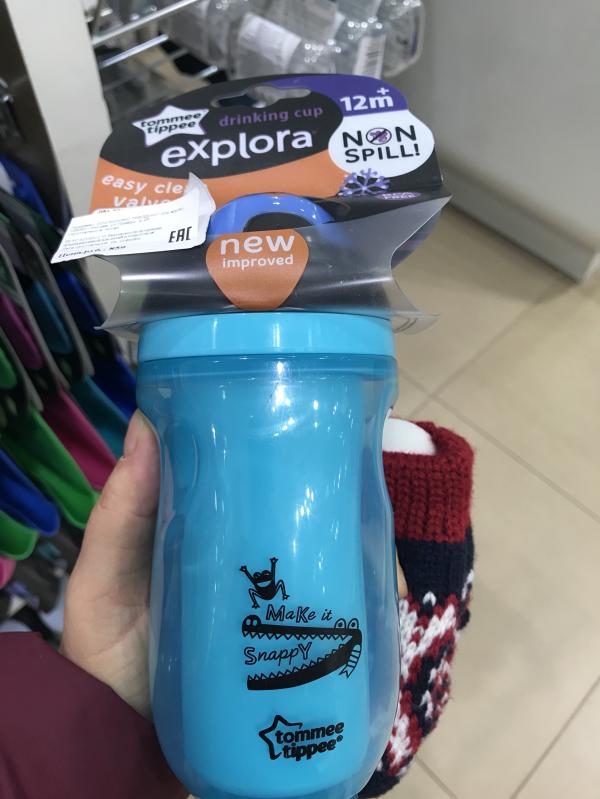 tommee
tippee
drinking cup
explora
12m+
NON
SPILL!
easy cle
valve
EAC
new
improved
MaKe it
SnappY
tommee
tippee®